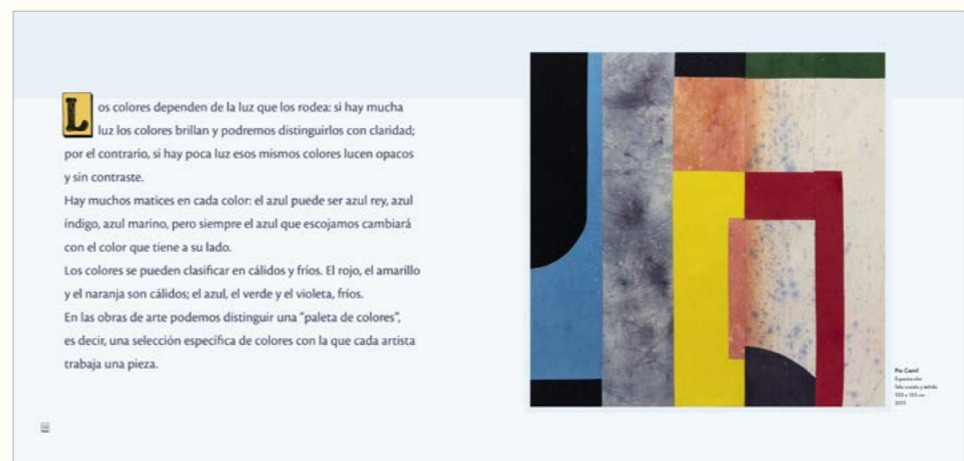 Los colores dependen de la luz que los rodea: si hay mucha
luz los colores brillan y podremos distinguirlos con claridad;
por el contrario, si hay poca luz esos mismos colores lucen opacos
y sin contraste.
Hay muchos matices en cada color: el azul puede ser azul rey, azul
índigo, azul marino, pero siempre el azul que escojamos cambiará
con el color que tiene a su lado.
Los colores se pueden clasificar en cálidos y fríos. El rojo, el amarillo
y el naranja son cálidos; el azul, el verde y el violeta, fríos.
En las obras de arte podemos distinguir una “paleta de colores”,
es decir, una selección específica de colores con la que cada artista
trabaja una pieza.
Pia Camil
Espectacular
Tela cosida y teñida